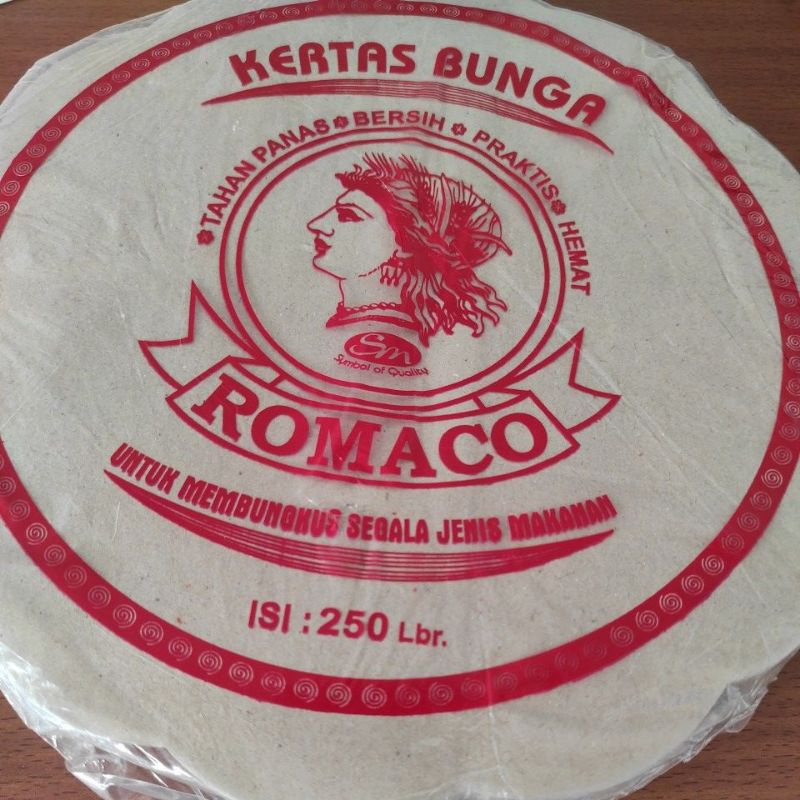 KERTAS BUNGA
TAHAN PANAS BERSIH PRAKTIS HEMAT
Sm
Symbol of Quality
ROMACO
UNTUK MEMBUNGKUS SEGALA JENIS MAKANAN
ISI : 250 Lbr.